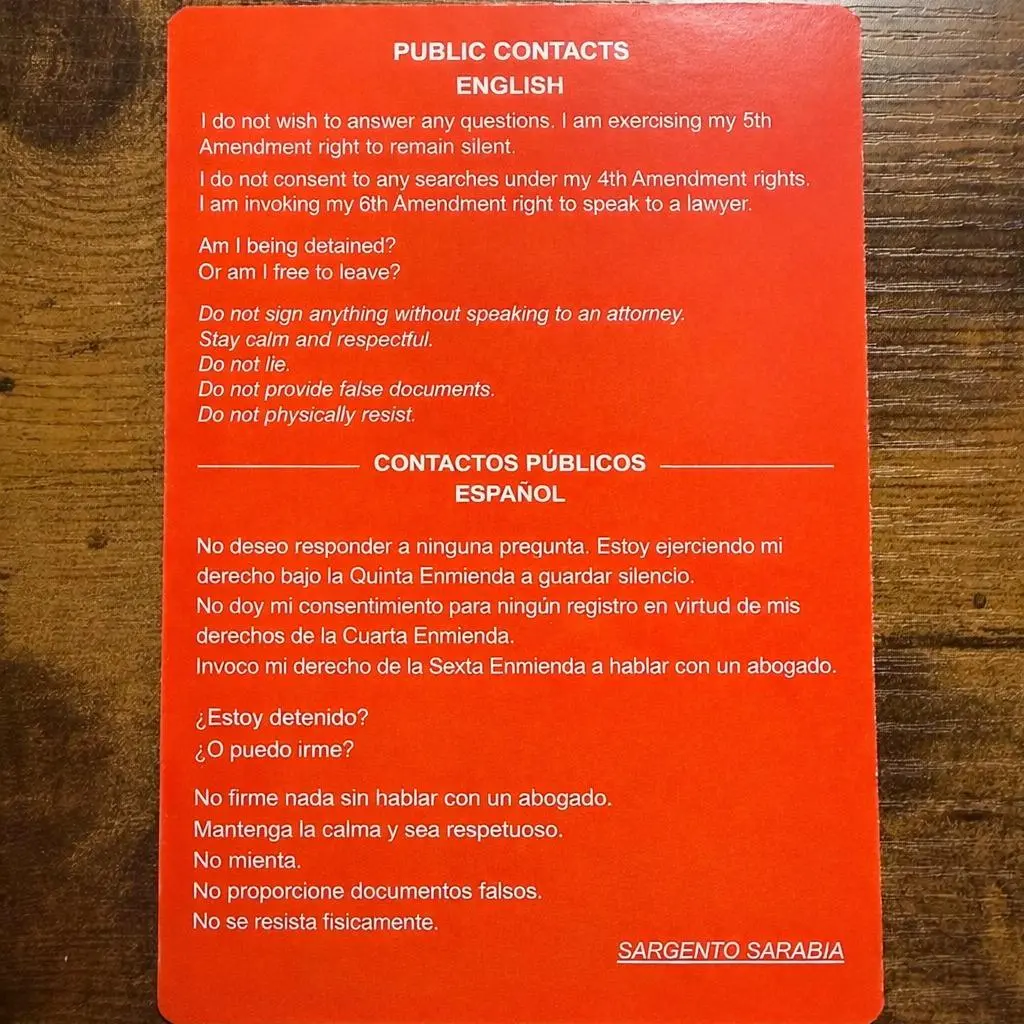 PUBLIC CONTACTS
ENGLISH
I do not wish to answer any questions. I am exercising my 5th
Amendment right to remain silent.
I do not consent to any searches under my 4th Amendment rights.
I am invoking my 6th Amendment right to speak to a lawyer.
Am I being detained?
Or am I free to leave?
Do not sign anything without speaking to an attorney.
Stay calm and respectful.
Do not lie.
Do not provide false documents.
Do not physically resist.
CONTACTOS PÚBLICOS
ESPAÑOL
No deseo responder a ninguna pregunta. Estoy ejerciendo mi
derecho bajo la Quinta Enmienda a guardar silencio.
No doy mi consentimiento para ningún registro en virtud de mis
derechos de la Cuarta Enmienda.
Invoco mi derecho de la Sexta Enmienda a hablar con un abogado.
¿Estoy detenido?
¿O puedo irme?
No firme nada sin hablar con un abogado.
Mantenga la calma y sea respetuoso.
No mienta.
No proporcione documentos falsos.
No se resista fisicamente.
SARGENTO SARABIA